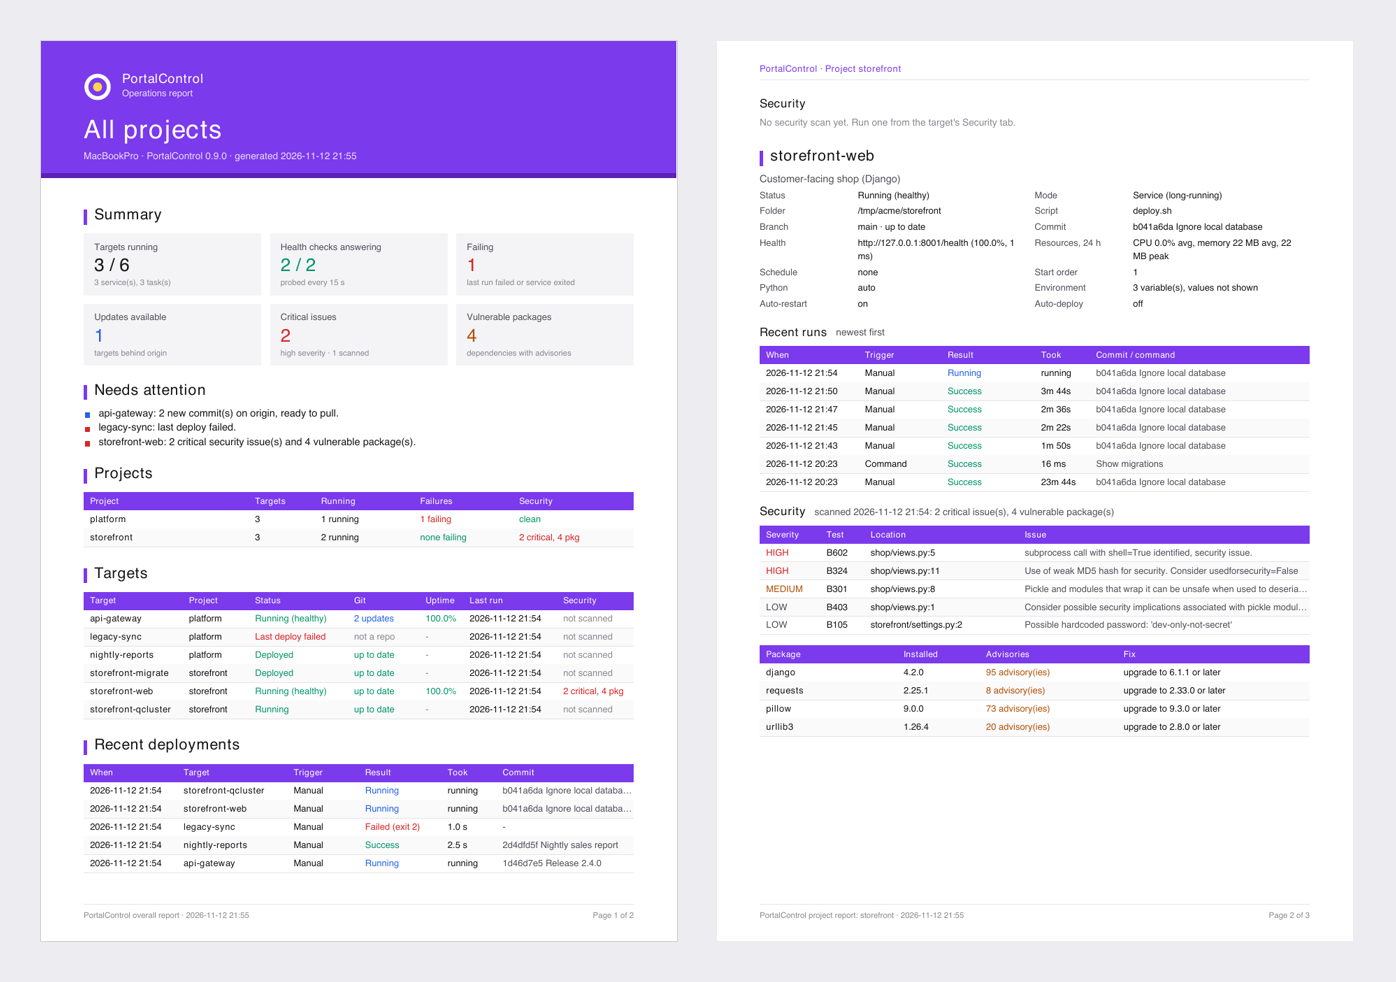 PortalControl
Operations report
All projects
MacBookPro · PortalControl 0.9.0 · generated 2026-11-12 21:55
Summary
Targets running
3 / 6
3 service(s), 3 task(s)
Health checks answering
2 / 2
probed every 15 s
Failing
1
last run failed or service exited
Updates available
1
targets behind origin
Critical issues
2
high severity · 1 scanned
Vulnerable packages
4
dependencies with advisories
Needs attention
api-gateway: 2 new commit(s) on origin, ready to pull.
legacy-sync: last deploy failed.
storefront-web: 2 critical security issue(s) and 4 vulnerable package(s).
Projects
Project Targets Running Failures Security
platform 3 1 running 1 failing clean
storefront 3 2 running none failing 2 critical, 4 pkg
Targets
Target Project Status Git Uptime Last run Security
api-gateway platform Running (healthy) 2 updates 100.0% 2026-11-12 21:54 not scanned
legacy-sync platform Last deploy failed not a repo - 2026-11-12 21:54 not scanned
nightly-reports platform Deployed up to date - 2026-11-12 21:54 not scanned
storefront-migrate storefront Deployed up to date - 2026-11-12 21:54 not scanned
storefront-web storefront Running (healthy) up to date 100.0% 2026-11-12 21:54 2 critical, 4 pkg
storefront-qcluster storefront Running up to date - 2026-11-12 21:54 not scanned
Recent deployments
When Target Trigger Result Took Commit
2026-11-12 21:54 storefront-qcluster Manual Running running b041a6da Ignore local databa…
2026-11-12 21:54 storefront-web Manual Running running b041a6da Ignore local databa…
2026-11-12 21:54 legacy-sync Manual Failed (exit 2) 1.0 s -
2026-11-12 21:54 nightly-reports Manual Success 2.5 s 2d4dfd5f Nightly sales report
2026-11-12 21:54 api-gateway Manual Running running 1d46d7e5 Release 2.4.0
PortalControl overall report · 2026-11-12 21:55 Page 1 of 2
PortalControl · Project storefront
Security
No security scan yet. Run one from the target's Security tab.
storefront-web
Customer-facing shop (Django)
Status Running (healthy) Mode Service (long-running)
Folder /tmp/acme/storefront Script deploy.sh
Branch main · up to date Commit b041a6da Ignore local database
Health http://127.0.0.1:8001/health (100.0%, 1 Resources, 24 h CPU 0.0% avg, memory 22 MB avg, 22
ms) MB peak
Schedule none Start order 1
Python auto Environment 3 variable(s), values not shown
Auto-restart on Auto-deploy off
Recent runs newest first
When Trigger Result Took Commit / command
2026-11-12 21:54 Manual Running running b041a6da Ignore local database
2026-11-12 21:50 Manual Success 3m 44s b041a6da Ignore local database
2026-11-12 21:47 Manual Success 2m 36s b041a6da Ignore local database
2026-11-12 21:45 Manual Success 2m 22s b041a6da Ignore local database
2026-11-12 21:43 Manual Success 1m 50s b041a6da Ignore local database
2026-11-12 20:23 Command Success 16 ms Show migrations
2026-11-12 20:23 Manual Success 23m 44s b041a6da Ignore local database
Security scanned 2026-11-12 21:54: 2 critical issue(s), 4 vulnerable package(s)
Severity Test Location Issue
HIGH B602 shop/views.py:5 subprocess call with shell=True identified, security issue.
HIGH B324 shop/views.py:11 Use of weak MD5 hash for security. Consider usedforsecurity=False
MEDIUM B301 shop/views.py:8 Pickle and modules that wrap it can be unsafe when used to deseria…
LOW B403 shop/views.py:1 Consider possible security implications associated with pickle modul…
LOW B105 storefront/settings.py:2 Possible hardcoded password: 'dev-only-not-secret'
Package Installed Advisories Fix
django 4.2.0 95 advisory(ies) upgrade to 6.1.1 or later
requests 2.25.1 8 advisory(ies) upgrade to 2.33.0 or later
pillow 9.0.0 73 advisory(ies) upgrade to 9.3.0 or later
urllib3 1.26.4 20 advisory(ies) upgrade to 2.8.0 or later
PortalControl project report: storefront · 2026-11-12 21:55 Page 2 of 3